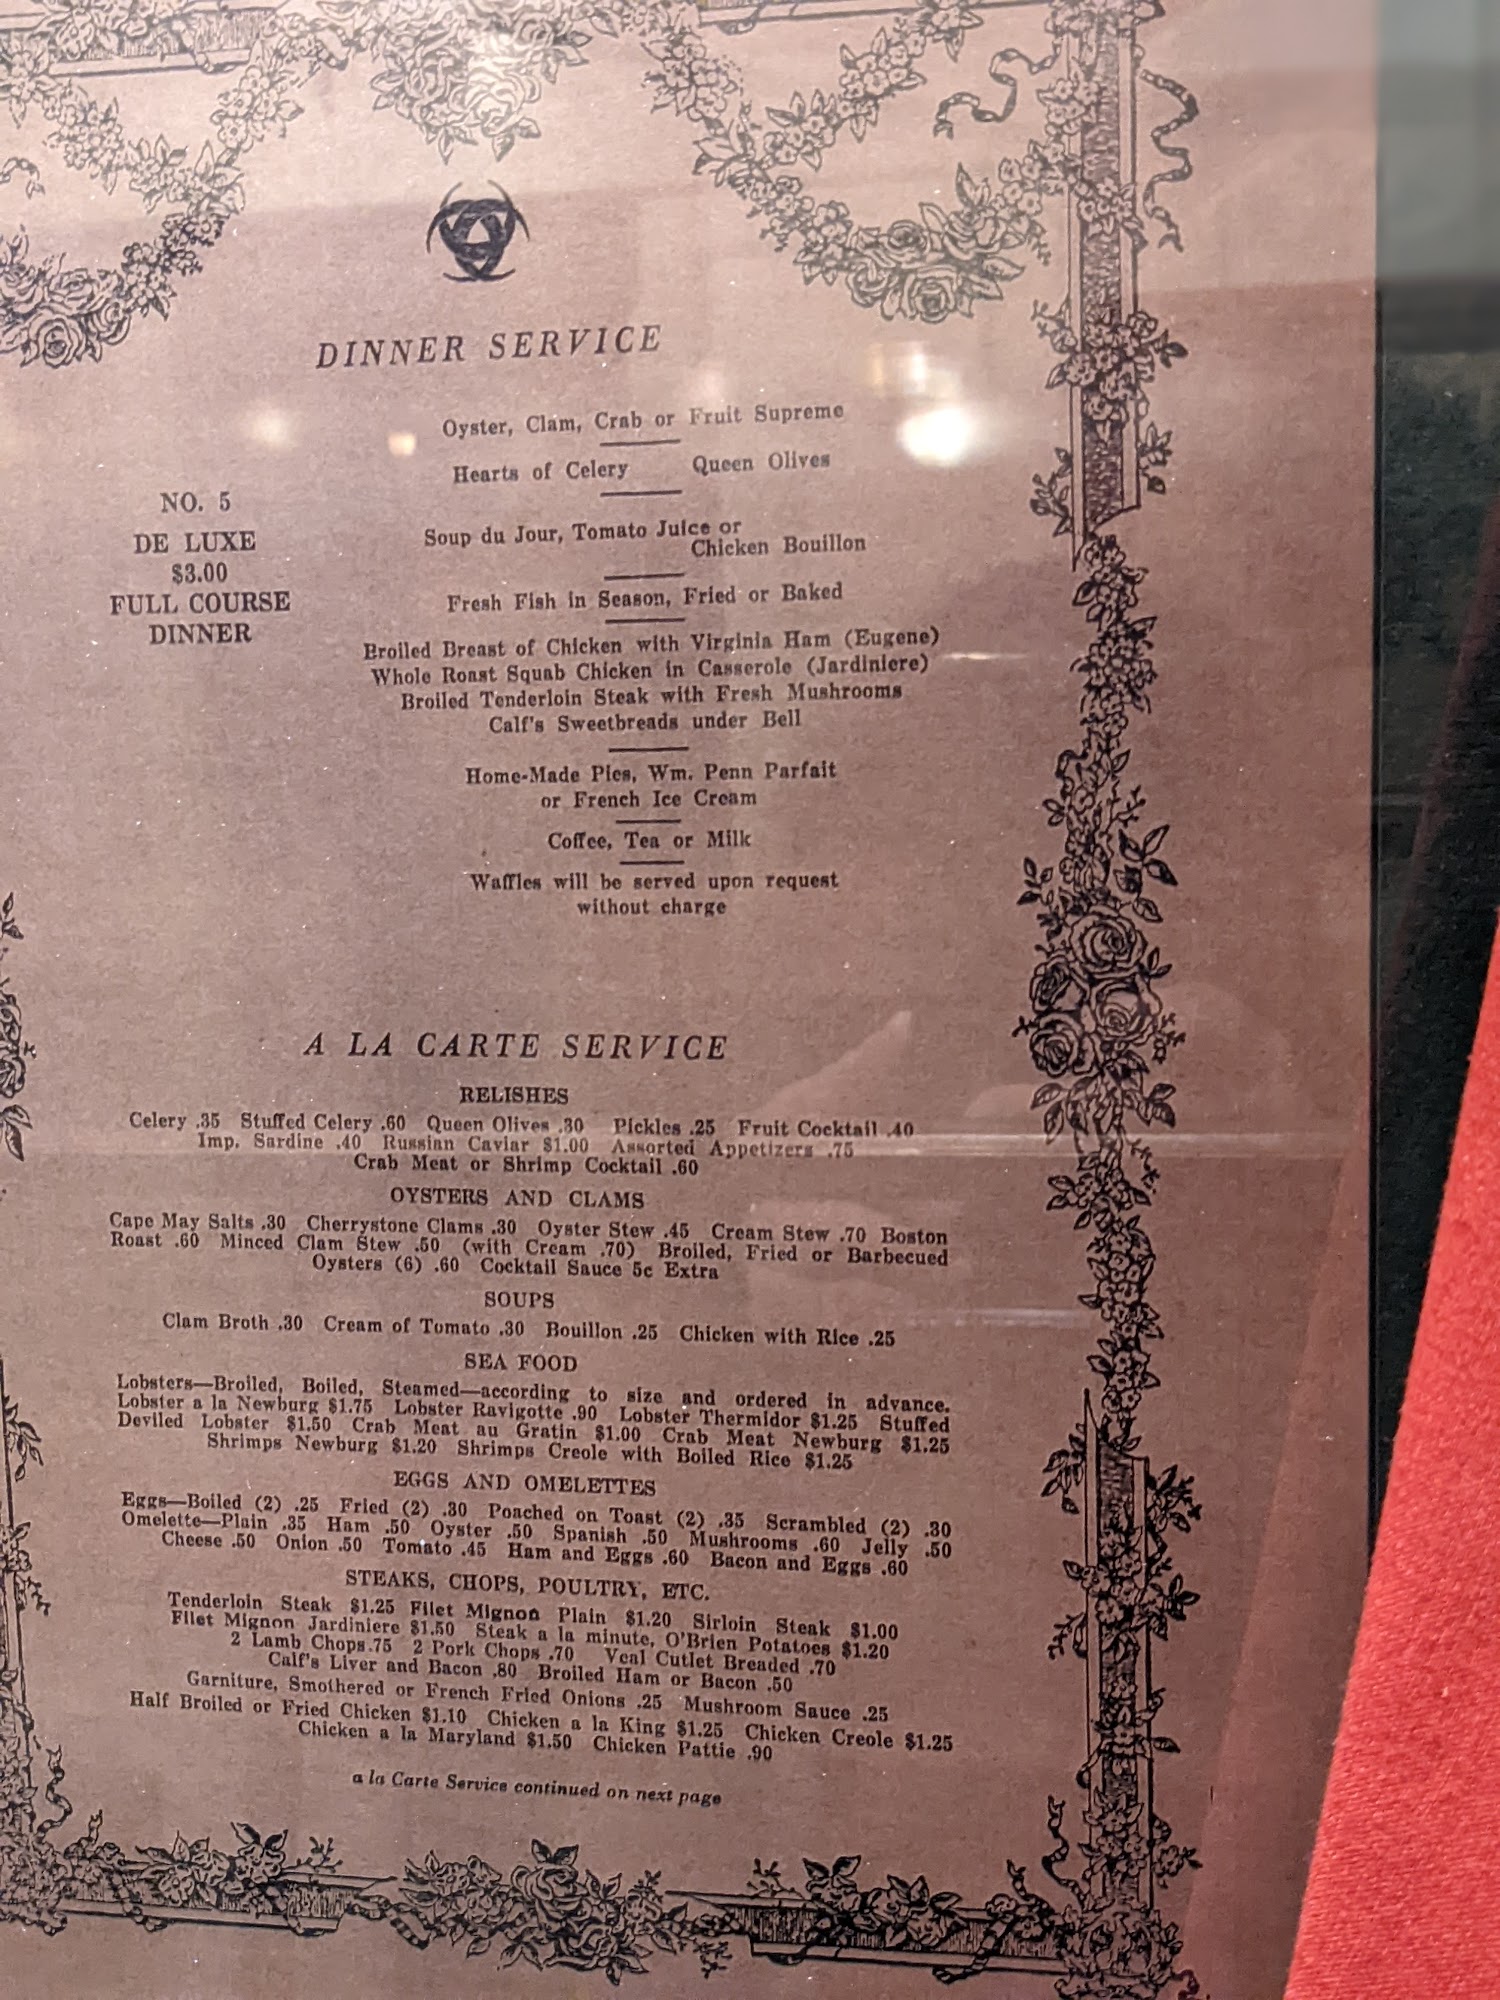 DINNER SERVICE
Oyster, Clam, Crab or Fruit Supreme
Hearts of Celery Queen Olives
NO. 5
DE LUXE
$3.00
FULL COURSE
DINNER
Soup du Jour, Tomato Juice or
Chicken Bouillon
Fresh Fish in Season, Fried or Baked
Broiled Breast of Chicken with Virginia Ham (Eugene)
Whole Roast Squab Chicken in Casserole (Jardiniere)
Broiled Tenderloin Steak with Fresh Mushrooms
Calf's Sweetbreads under Bell
Home-Made Pies, Wm. Penn Parfait
or French Ice Cream
Coffee, Tea or Milk
Waffles will be served upon request
without charge
A LA CARTE SERVICE
RELISHES
Celery .35 Stuffed Celery .60 Queen Olives .30 Pickles .25 Fruit Cocktail .40
Imp. Sardine .40 Russian Caviar $1.00 Assorted Appetizers .75
Crab Meat or Shrimp Cocktail .60
OYSTERS AND CLAMS
Cape May Salts .30 Cherrystone Clams .30 Oyster Stew .45 Cream Stew .70 Boston
Roast .60 Minced Clam Stew .50 (with Cream .70) Broiled, Fried or Barbecued
Oysters (6) .60 Cocktail Sauce 5c Extra
SOUPS
Clam Broth .30 Cream of Tomato .30 Bouillon .25 Chicken with Rice .25
SEA FOOD
Lobsters—Broiled, Boiled, Steamed—according to size and ordered in advance.
Lobster a la Newburg $1.75 Lobster Ravigotte .90 Lobster Thermidor $1.25 Stuffed
Deviled Lobster $1.50 Crab Meat au Gratin $1.00 Crab Meat Newburg $1.25
Shrimps Newburg $1.20 Shrimps Creole with Boiled Rice $1.25
EGGS AND OMELETTES
Eggs—Boiled (2) .25 Fried (2) .30 Poached on Toast (2) .35 Scrambled (2) .30
Omelette—Plain .35 Ham .50 Oyster .50 Spanish .50 Mushrooms .60 Jelly .50
Cheese .50 Onion .50 Tomato .45 Ham and Eggs .60 Bacon and Eggs .60
STEAKS, CHOPS, POULTRY, ETC.
Tenderloin Steak $1.25 Filet Mignon Plain $1.20 Sirloin Steak $1.00
Filet Mignon Jardiniere $1.50 Steak a la minute, O'Brien Potatoes $1.20
2 Lamb Chops .75 2 Pork Chops .70 Veal Cutlet Breaded .70
Calf's Liver and Bacon .80 Broiled Ham or Bacon .50
Garniture, Smothered or French Fried Onions .25 Mushroom Sauce .25
Half Broiled or Fried Chicken $1.10 Chicken a la King $1.25 Chicken Creole $1.25
Chicken a la Maryland $1.50 Chicken Pattie .90
a la Carte Service continued on next page